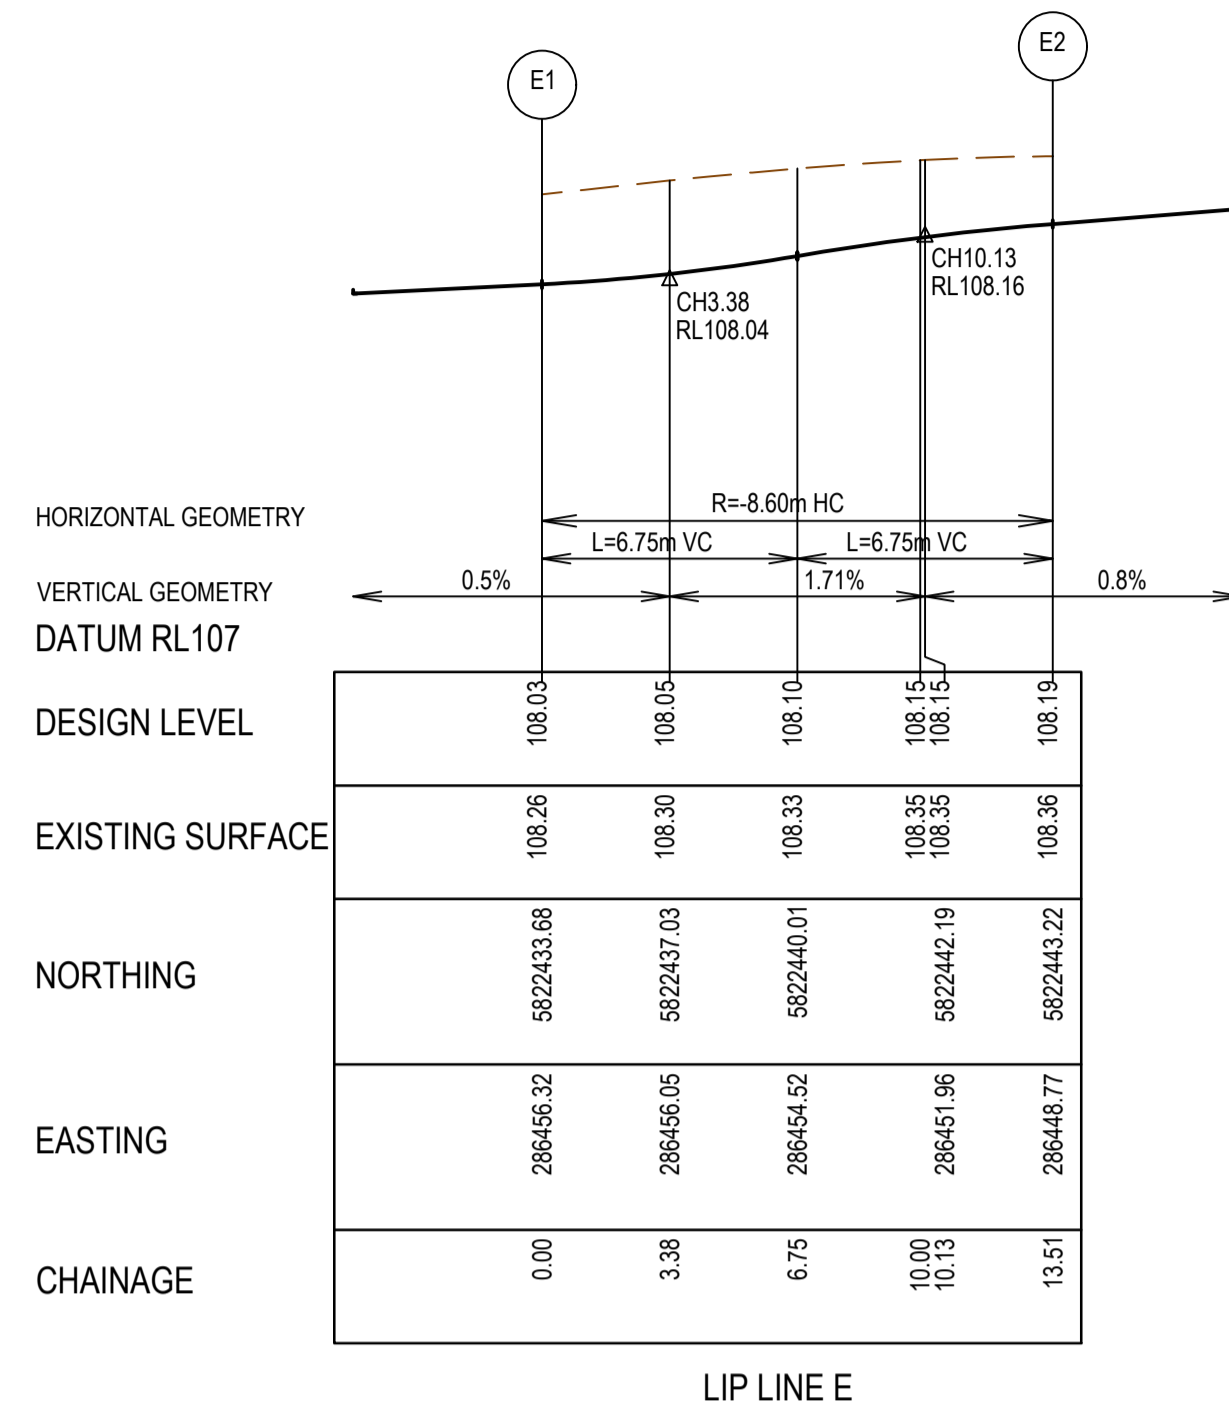 E1
E2
CH3.38
RL108.04
CH10.13
RL108.16
HORIZONTAL GEOMETRY
R=-8.60m HC
L=6.75m VC
L=6.75m VC
VERTICAL GEOMETRY
0.5%
1.71%
0.8%
DATUM RL107
DESIGN LEVEL
108.03
108.05
108.10
108.15
108.15
108.19
EXISTING SURFACE
108.26
108.30
108.33
108.35
108.35
108.36
NORTHING
5822433.68
5822437.03
5822440.01
5822442.19
5822443.22
EASTING
286456.32
286456.05
286454.52
286451.96
286448.77
CHAINAGE
0.00
3.38
6.75
10.00
10.13
13.51
LIP LINE E